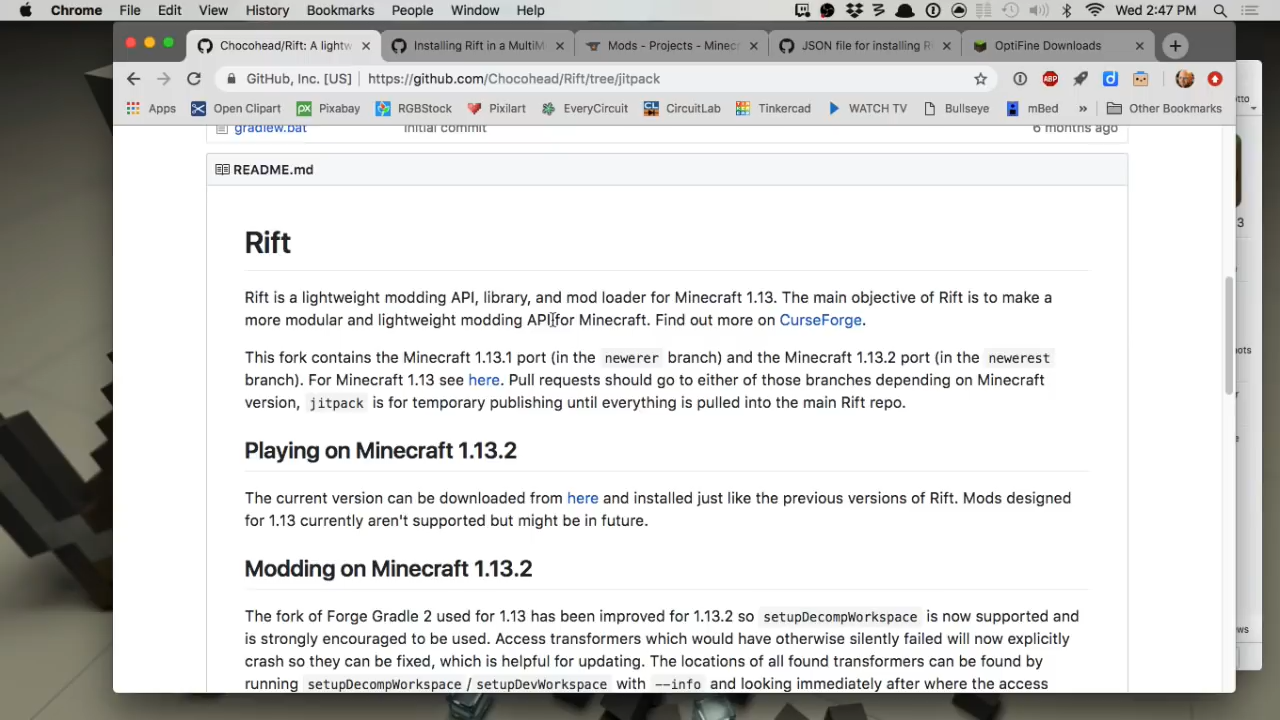 Chrome File Edit View History Bookmarks People Window Help Wed 2:47 PM
Chocohead/Rift: A lightw Installing Rift in a MultiM Mods - Projects - Minec JSON file for installing R OptiFine Downloads
GitHub, Inc. [US] https://github.com/Chocohead/Rift/tree/jitpack
Apps Open Clipart Pixabay RGBStock Pixlart EveryCircuit CircuitLab Tinkercad WATCH TV Bullseye mBed » Other Bookmarks
gradlew.bat Initial commit 6 months ago
README.md
Rift
Rift is a lightweight modding API, library, and mod loader for Minecraft 1.13. The main objective of Rift is to make a
more modular and lightweight modding API for Minecraft. Find out more on CurseForge.
This fork contains the Minecraft 1.13.1 port (in the newerer branch) and the Minecraft 1.13.2 port (in the newerest
branch). For Minecraft 1.13 see here. Pull requests should go to either of those branches depending on Minecraft
version, jitpack is for temporary publishing until everything is pulled into the main Rift repo.
Playing on Minecraft 1.13.2
The current version can be downloaded from here and installed just like the previous versions of Rift. Mods designed
for 1.13 currently aren't supported but might be in future.
Modding on Minecraft 1.13.2
The fork of Forge Gradle 2 used for 1.13 has been improved for 1.13.2 so setupDecompWorkspace is now supported and
is strongly encouraged to be used. Access transformers which would have otherwise silently failed will now explicitly
crash so they can be fixed, which is helpful for updating. The locations of all found transformers can be found by
running setupDecompWorkspace / setupDevWorkspace with --info and looking immediately after where the access